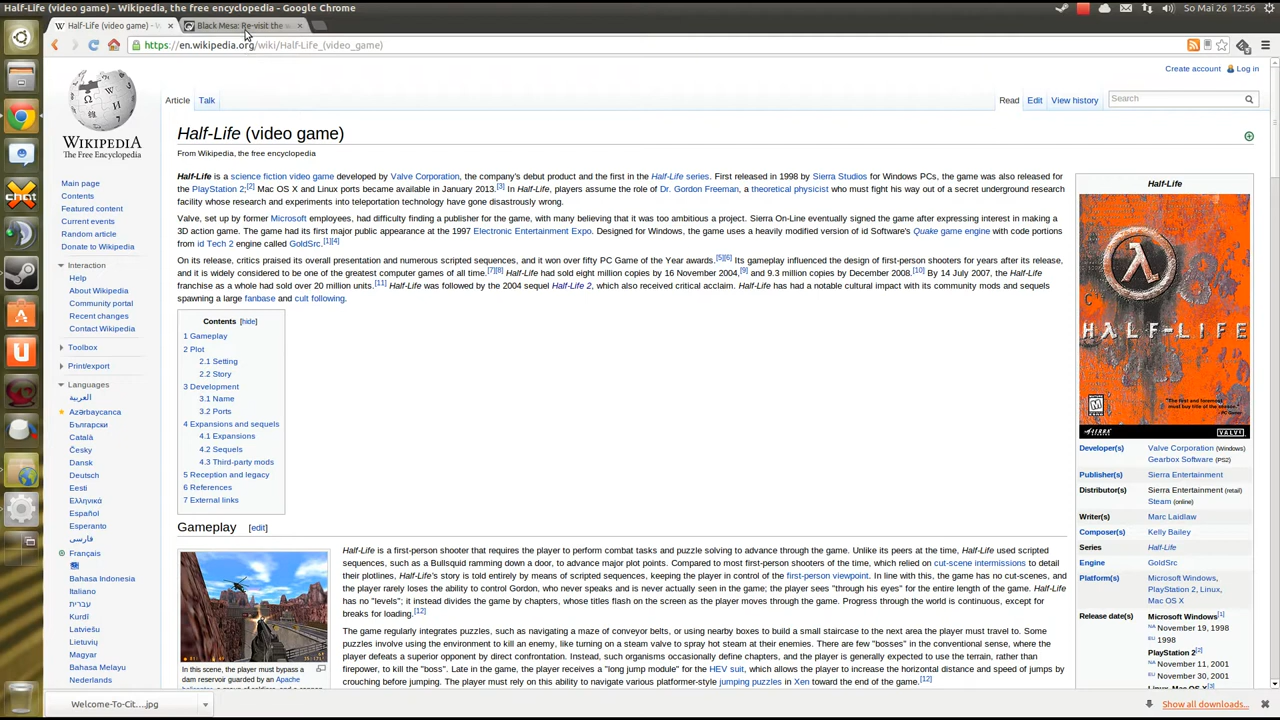 Half-Life (video game) - Wikipedia, the free encyclopedia - Google Chrome
So Mai 26 12:56
Half-Life (video game) - W
Black Mesa: Re-visit the
https://en.wikipedia.org/wiki/Half-Life_(video_game)
Create account Log in
Article Talk Read Edit View history Search
WIKIPEDIA
The Free Encyclopedia
Main page
Contents
Featured content
Current events
Random article
Donate to Wikipedia
Interaction
Help
About Wikipedia
Community portal
Recent changes
Contact Wikipedia
Toolbox
Print/export
Languages
العربية
Azərbaycanca
Български
Català
Česky
Dansk
Deutsch
Eesti
Ελληνικά
Español
Esperanto
فارسی
Français
Bahasa Indonesia
Italiano
עברית
Kurdî
Latviešu
Lietuvių
Magyar
Bahasa Melayu
Nederlands
Half-Life (video game)
From Wikipedia, the free encyclopedia
Half-Life is a science fiction video game developed by Valve Corporation, the company's debut product and the first in the Half-Life series. First released in 1998 by Sierra Studios for Windows PCs, the game was also released for
the PlayStation 2;[2] Mac OS X and Linux ports became available in January 2013.[3] In Half-Life, players assume the role of Dr. Gordon Freeman, a theoretical physicist who must fight his way out of a secret underground research
facility whose research and experiments into teleportation technology have gone disastrously wrong.
Valve, set up by former Microsoft employees, had difficulty finding a publisher for the game, with many believing that it was too ambitious a project. Sierra On-Line eventually signed the game after expressing interest in making a
3D action game. The game had its first major public appearance at the 1997 Electronic Entertainment Expo. Designed for Windows, the game uses a heavily modified version of id Software's Quake game engine with code portions
from id Tech 2 engine called GoldSrc.[1][4]
On its release, critics praised its overall presentation and numerous scripted sequences, and it won over fifty PC Game of the Year awards.[5][6] Its gameplay influenced the design of first-person shooters for years after its release,
and it is widely considered to be one of the greatest computer games of all time.[7][8] Half-Life had sold eight million copies by 16 November 2004,[9] and 9.3 million copies by December 2008.[10] By 14 July 2007, the Half-Life
franchise as a whole had sold over 20 million units.[11] Half-Life was followed by the 2004 sequel Half-Life 2, which also received critical acclaim. Half-Life has had a notable cultural impact with its community mods and sequels
spawning a large fanbase and cult following.
Contents [hide]
1 Gameplay
2 Plot
2.1 Setting
2.2 Story
3 Development
3.1 Name
3.2 Ports
4 Expansions and sequels
4.1 Expansions
4.2 Sequels
4.3 Third-party mods
5 Reception and legacy
6 References
7 External links
Gameplay [edit]
In this scene, the player must bypass a
dam reservoir guarded by an Apache
Half-Life is a first-person shooter that requires the player to perform combat tasks and puzzle solving to advance through the game. Unlike its peers at the time, Half-Life used scripted
sequences, such as a Bullsquid ramming down a door, to advance major plot points. Compared to most first-person shooters of the time, which relied on cut-scene intermissions to detail
their plotlines, Half-Life's story is told entirely by means of scripted sequences, keeping the player in control of the first-person viewpoint. In line with this, the game has no cut-scenes, and
the player rarely loses the ability to control Gordon, who never speaks and is never actually seen in the game; the player sees "through his eyes" for the entire length of the game. Half-Life
has no "levels"; it instead divides the game by chapters, whose titles flash on the screen as the player moves through the game. Progress through the world is continuous, except for
breaks for loading.[12]
The game regularly integrates puzzles, such as navigating a maze of conveyor belts, or using nearby boxes to build a small staircase to the next area the player must travel to. Some
puzzles involve using the environment to kill an enemy, like turning on a steam valve to spray hot steam at their enemies. There are few "bosses" in the conventional sense, where the
player defeats a superior opponent by direct confrontation. Instead, such organisms occasionally define chapters, and the player is generally expected to use the terrain, rather than
firepower, to kill the "boss". Late in the game, the player receives a "long jump module" for the HEV suit, which allows the player to increase the horizontal distance and speed of jumps by
crouching before jumping. The player must rely on this ability to navigate various platformer-style jumping puzzles in Xen toward the end of the game.[12]
Half-Life
HALF-LIFE
Developer(s) Valve Corporation (Windows)
Gearbox Software (PS2)
Publisher(s) Sierra Entertainment
Distributor(s) Sierra Entertainment (retail)
Steam (online)
Writer(s) Marc Laidlaw
Composer(s) Kelly Bailey
Series Half-Life
Engine GoldSrc
Platform(s) Microsoft Windows,
PlayStation 2, Linux,
Mac OS X
Release date(s) Microsoft Windows[1]
NA November 19, 1998
EU 1998
PlayStation 2[2]
NA November 11, 2001
EU November 30, 2001
Welcome-To-Cit....jpg
Show all downloads...